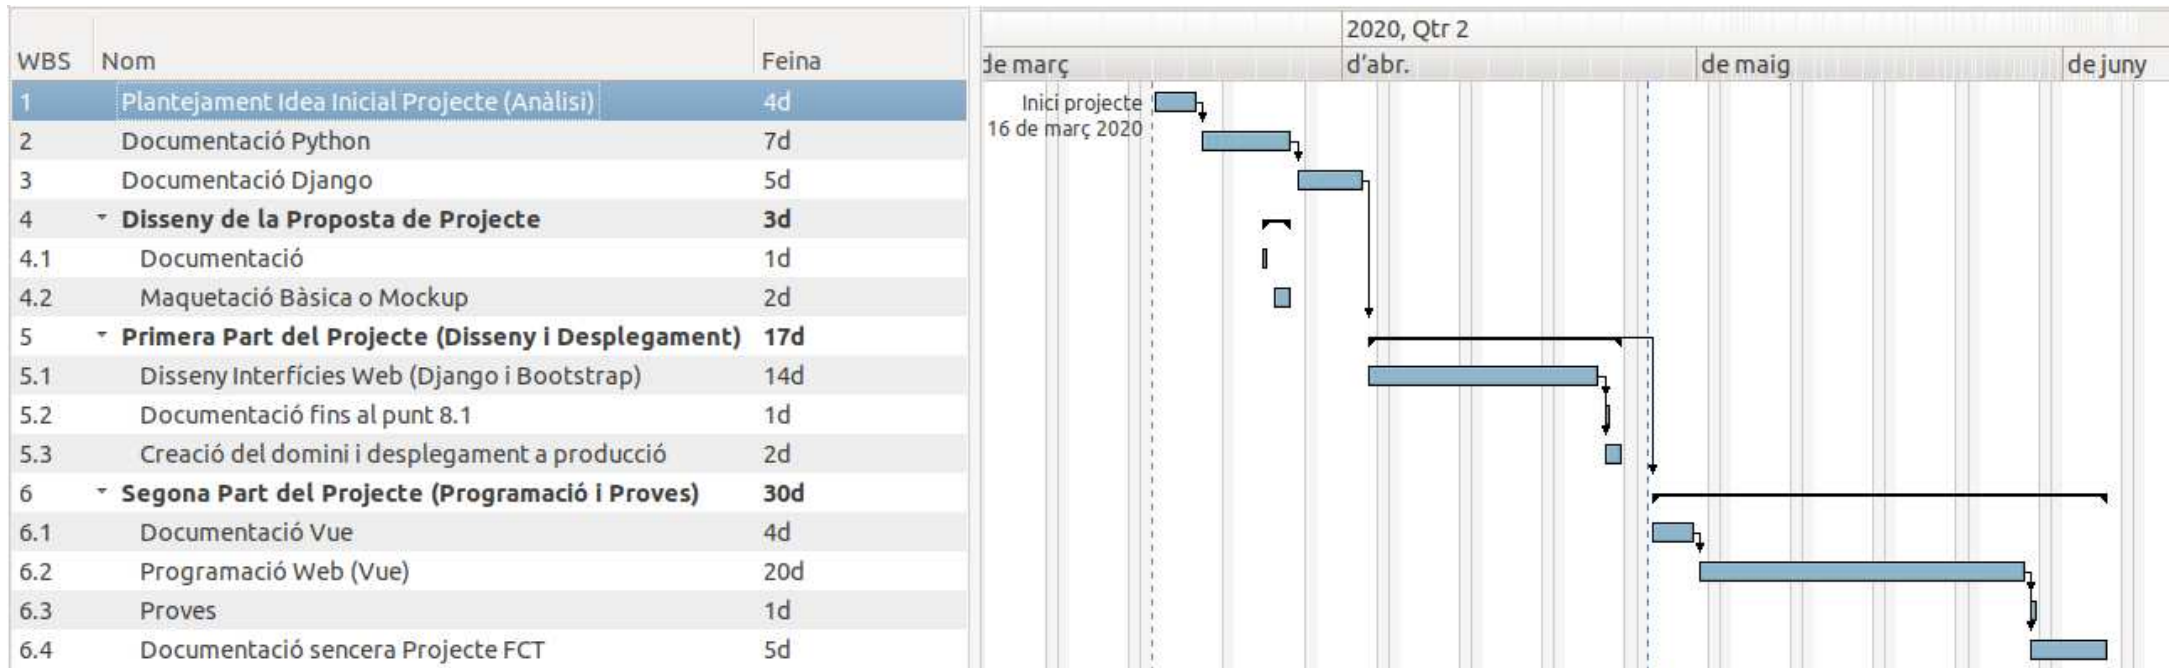 2020, Qtr 2
WBS Nom Feina de març d'abr. de maig de juny
1 Plantejament Idea Inicial Projecte (Anàlisi) 4d
Inici projecte
16 de març 2020
2 Documentació Python 7d
3 Documentació Django 5d
4 Disseny de la Proposta de Projecte 3d
4.1 Documentació 1d
4.2 Maquetació Bàsica o Mockup 2d
5 Primera Part del Projecte (Disseny i Desplegament) 17d
5.1 Disseny Interfícies Web (Django i Bootstrap) 14d
5.2 Documentació fins al punt 8.1 1d
5.3 Creació del domini i desplegament a producció 2d
6 Segona Part del Projecte (Programació i Proves) 30d
6.1 Documentació Vue 4d
6.2 Programació Web (Vue) 20d
6.3 Proves 1d
6.4 Documentació sencera Projecte FCT 5d